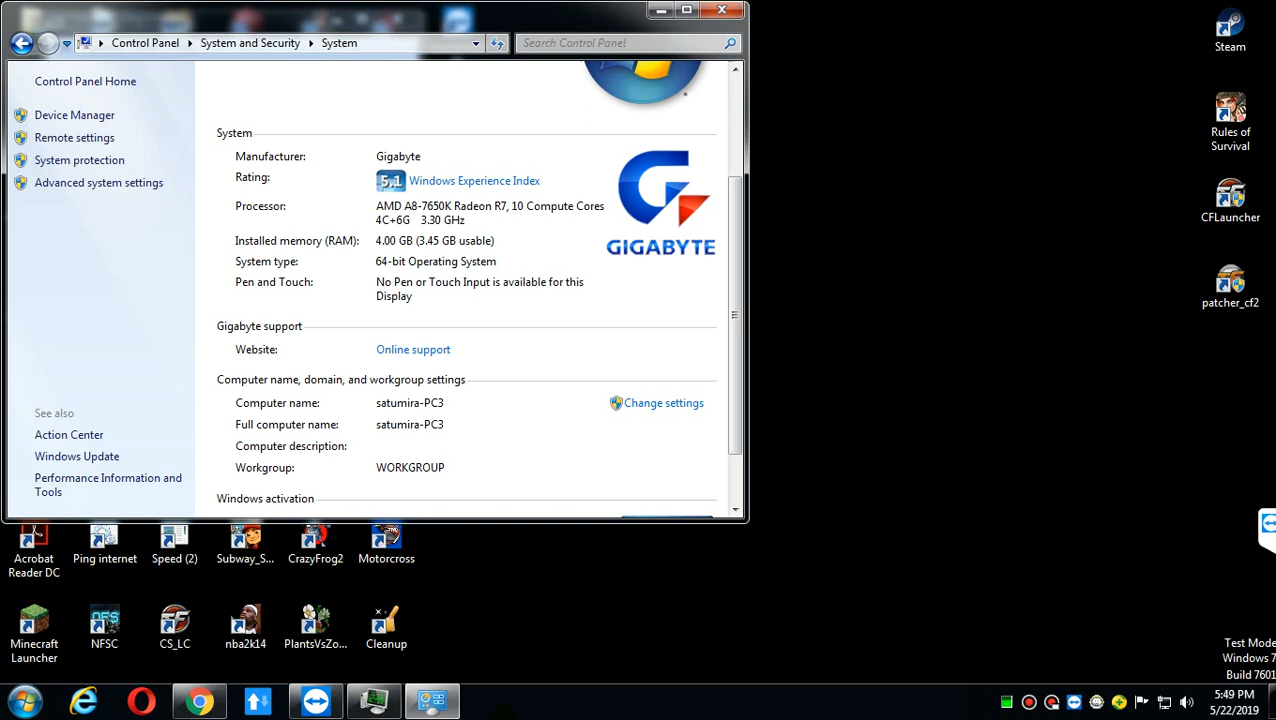 Control Panel
System and Security
System
Search Control Panel
Control Panel Home
Device Manager
Remote settings
System protection
Advanced system settings
See also
Action Center
Windows Update
Performance Information and
Tools
System
Manufacturer: Gigabyte
Rating: 5.1 Windows Experience Index
Processor: AMD A8-7650K Radeon R7, 10 Compute Cores
4C+6G 3.30 GHz
Installed memory (RAM): 4.00 GB (3.45 GB usable)
System type: 64-bit Operating System
Pen and Touch: No Pen or Touch Input is available for this
Display
GIGABYTE
Gigabyte support
Website: Online support
Computer name, domain, and workgroup settings
Computer name: satumira-PC3
Change settings
Full computer name: satumira-PC3
Computer description:
Workgroup: WORKGROUP
Windows activation
Steam
Rules of
Survival
CFLauncher
patcher_cf2
Acrobat
Reader DC
Ping internet
Speed (2)
Subway_S...
CrazyFrog2
Motorcross
Minecraft
Launcher
NFSC
CS_LC
nba2k14
PlantsVsZo...
Cleanup
Test Mode
Windows 7
Build 7601
5:49 PM
5/22/2019